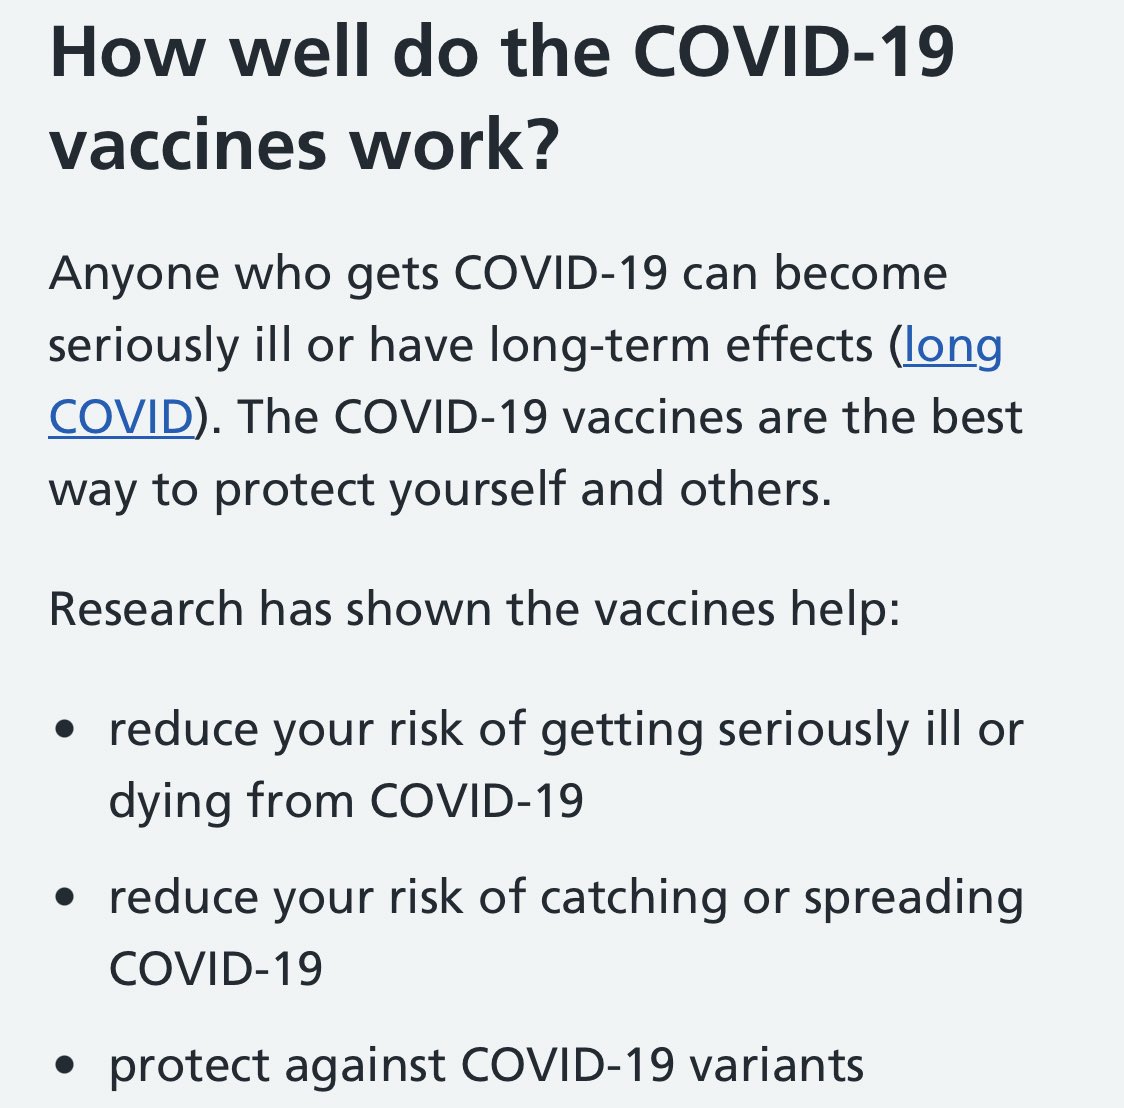 How well do the COVID-19
vaccines work?
Anyone who gets COVID-19 can become
seriously ill or have long-term effects (long
COVID). The COVID-19 vaccines are the best
way to protect yourself and others.
Research has shown the vaccines help:
• reduce your risk of getting seriously ill or
dying from COVID-19
• reduce your risk of catching or spreading
COVID-19
• protect against COVID-19 variants